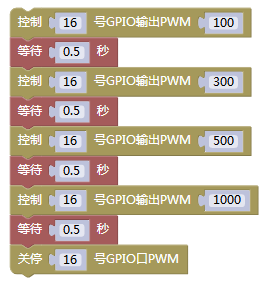 控制 16 号GPIO输出PWM 100
等待 0.5 秒
控制 16 号GPIO输出PWM 300
等待 0.5 秒
控制 16 号GPIO输出PWM 500
等待 0.5 秒
控制 16 号GPIO输出PWM 1000
等待 0.5 秒
关停 16 号GPIO口PWM